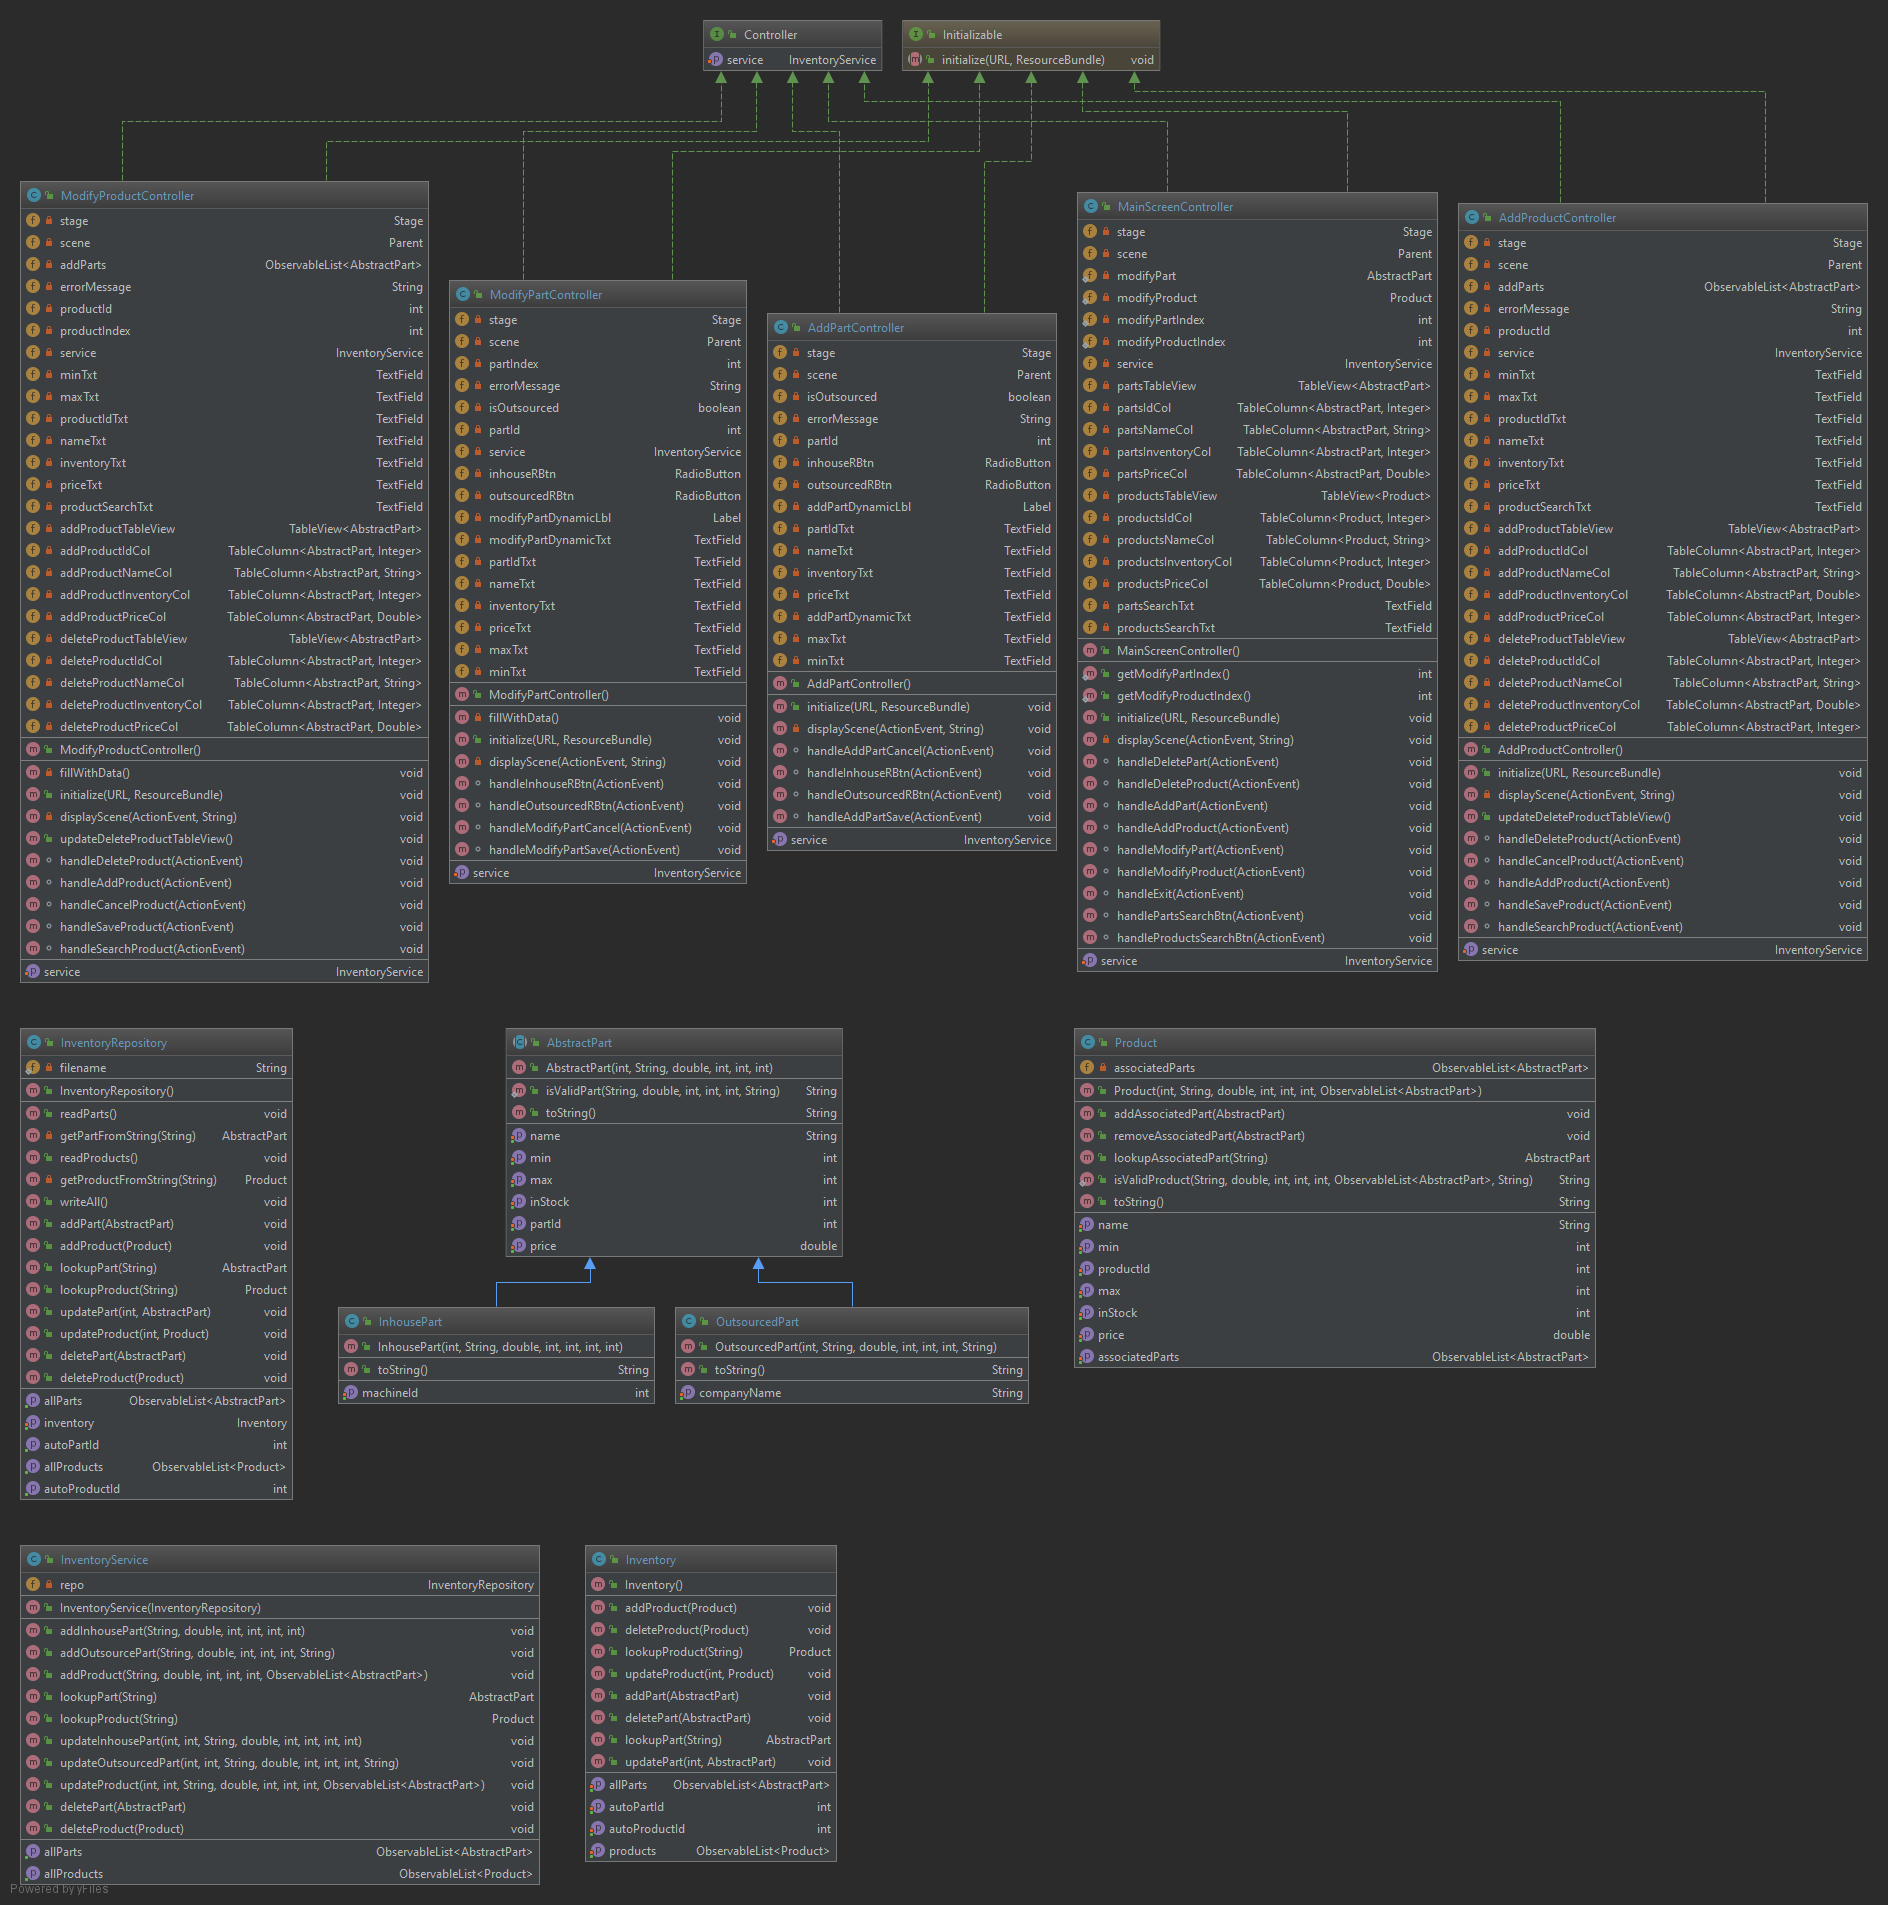 Controller
service InventoryService
Initializable
initialize(URL, ResourceBundle) void
ModifyProductController
stage Stage
scene Parent
addParts ObservableList<AbstractPart>
errorMessage String
productId int
productIndex int
service InventoryService
minTxt TextField
maxTxt TextField
productIdTxt TextField
nameTxt TextField
inventoryTxt TextField
priceTxt TextField
productSearchTxt TextField
addProductTableView TableView<AbstractPart>
addProductIdCol TableColumn<AbstractPart, Integer>
addProductNameCol TableColumn<AbstractPart, String>
addProductInventoryCol TableColumn<AbstractPart, Integer>
addProductPriceCol TableColumn<AbstractPart, Double>
deleteProductTableView TableView<AbstractPart>
deleteProductIdCol TableColumn<AbstractPart, Integer>
deleteProductNameCol TableColumn<AbstractPart, String>
deleteProductInventoryCol TableColumn<AbstractPart, Integer>
deleteProductPriceCol TableColumn<AbstractPart, Double>
ModifyProductController()
fillWithData() void
initialize(URL, ResourceBundle) void
displayScene(ActionEvent, String) void
updateDeleteProductTableView() void
handleDeleteProduct(ActionEvent) void
handleAddProduct(ActionEvent) void
handleCancelProduct(ActionEvent) void
handleSaveProduct(ActionEvent) void
handleSearchProduct(ActionEvent) void
service InventoryService
ModifyPartController
stage Stage
scene Parent
partIndex int
errorMessage String
isOutsourced boolean
partId int
service InventoryService
inhouseRBtn RadioButton
outsourcedRBtn RadioButton
modifyPartDynamicLbl Label
modifyPartDynamicTxt TextField
partIdTxt TextField
nameTxt TextField
inventoryTxt TextField
priceTxt TextField
maxTxt TextField
minTxt TextField
ModifyPartController()
fillWithData() void
initialize(URL, ResourceBundle) void
displayScene(ActionEvent, String) void
handleInhouseRBtn(ActionEvent) void
handleOutsourcedRBtn(ActionEvent) void
handleModifyPartCancel(ActionEvent) void
handleModifyPartSave(ActionEvent) void
service InventoryService
AddPartController
stage Stage
scene Parent
isOutsourced boolean
errorMessage String
partId int
inhouseRBtn RadioButton
outsourcedRBtn RadioButton
addPartDynamicLbl Label
partIdTxt TextField
nameTxt TextField
inventoryTxt TextField
priceTxt TextField
addPartDynamicTxt TextField
maxTxt TextField
minTxt TextField
AddPartController()
initialize(URL, ResourceBundle) void
displayScene(ActionEvent, String) void
handleAddPartCancel(ActionEvent) void
handleInhouseRBtn(ActionEvent) void
handleOutsourcedRBtn(ActionEvent) void
handleAddPartSave(ActionEvent) void
service InventoryService
MainScreenController
stage Stage
scene Parent
modifyPart AbstractPart
modifyProduct Product
modifyPartIndex int
modifyProductIndex int
service InventoryService
partsTableView TableView<AbstractPart>
partsIdCol TableColumn<AbstractPart, Integer>
partsNameCol TableColumn<AbstractPart, String>
partsInventoryCol TableColumn<AbstractPart, Integer>
partsPriceCol TableColumn<AbstractPart, Double>
productsTableView TableView<Product>
productsIdCol TableColumn<Product, Integer>
productsNameCol TableColumn<Product, String>
productsInventoryCol TableColumn<Product, Integer>
productsPriceCol TableColumn<Product, Double>
partsSearchTxt TextField
productsSearchTxt TextField
MainScreenController()
getModifyPartIndex() int
getModifyProductIndex() int
initialize(URL, ResourceBundle) void
displayScene(ActionEvent, String) void
handleDeletePart(ActionEvent) void
handleDeleteProduct(ActionEvent) void
handleAddPart(ActionEvent) void
handleAddProduct(ActionEvent) void
handleModifyPart(ActionEvent) void
handleModifyProduct(ActionEvent) void
handleExit(ActionEvent) void
handlePartsSearchBtn(ActionEvent) void
handleProductsSearchBtn(ActionEvent) void
service InventoryService
AddProductController
stage Stage
scene Parent
addParts ObservableList<AbstractPart>
errorMessage String
productId int
service InventoryService
minTxt TextField
maxTxt TextField
productIdTxt TextField
nameTxt TextField
inventoryTxt TextField
priceTxt TextField
productSearchTxt TextField
addProductTableView TableView<AbstractPart>
addProductIdCol TableColumn<AbstractPart, Integer>
addProductNameCol TableColumn<AbstractPart, String>
addProductInventoryCol TableColumn<AbstractPart, Double>
addProductPriceCol TableColumn<AbstractPart, Integer>
deleteProductTableView TableView<AbstractPart>
deleteProductIdCol TableColumn<AbstractPart, Integer>
deleteProductNameCol TableColumn<AbstractPart, String>
deleteProductInventoryCol TableColumn<AbstractPart, Double>
deleteProductPriceCol TableColumn<AbstractPart, Integer>
AddProductController()
initialize(URL, ResourceBundle) void
displayScene(ActionEvent, String) void
updateDeleteProductTableView() void
handleDeleteProduct(ActionEvent) void
handleCancelProduct(ActionEvent) void
handleAddProduct(ActionEvent) void
handleSaveProduct(ActionEvent) void
handleSearchProduct(ActionEvent) void
service InventoryService
InventoryRepository
filename String
InventoryRepository()
readParts() void
getPartFromString(String) AbstractPart
readProducts() void
getProductFromString(String) Product
writeAll() void
addPart(AbstractPart) void
addProduct(Product) void
lookupPart(String) AbstractPart
lookupProduct(String) Product
updatePart(int, AbstractPart) void
updateProduct(int, Product) void
deletePart(AbstractPart) void
deleteProduct(Product) void
allParts ObservableList<AbstractPart>
inventory Inventory
autoPartId int
allProducts ObservableList<Product>
autoProductId int
AbstractPart
AbstractPart(int, String, double, int, int, int)
isValidPart(String, double, int, int, int, String) String
toString() String
name String
min int
max int
inStock int
partId int
price double
InhousePart
InhousePart(int, String, double, int, int, int, int)
toString() String
machineId int
OutsourcedPart
OutsourcedPart(int, String, double, int, int, int, String)
toString() String
companyName String
Product
associatedParts ObservableList<AbstractPart>
Product(int, String, double, int, int, int, ObservableList<AbstractPart>)
addAssociatedPart(AbstractPart) void
removeAssociatedPart(AbstractPart) void
lookupAssociatedPart(String) AbstractPart
isValidProduct(String, double, int, int, int, ObservableList<AbstractPart>, String) String
toString() String
name String
min int
productId int
max int
inStock int
price double
associatedParts ObservableList<AbstractPart>
InventoryService
repo InventoryRepository
InventoryService(InventoryRepository)
addInhousePart(String, double, int, int, int, int) void
addOutsourcePart(String, double, int, int, int, String) void
addProduct(String, double, int, int, int, ObservableList<AbstractPart>) void
lookupPart(String) AbstractPart
lookupProduct(String) Product
updateInhousePart(int, int, String, double, int, int, int, int) void
updateOutsourcedPart(int, int, String, double, int, int, int, String) void
updateProduct(int, int, String, double, int, int, int, ObservableList<AbstractPart>) void
deletePart(AbstractPart) void
deleteProduct(Product) void
allParts ObservableList<AbstractPart>
allProducts ObservableList<Product>
Inventory
Inventory()
addProduct(Product) void
deleteProduct(Product) void
lookupProduct(String) Product
updateProduct(int, Product) void
addPart(AbstractPart) void
deletePart(AbstractPart) void
lookupPart(String) AbstractPart
updatePart(int, AbstractPart) void
allParts ObservableList<AbstractPart>
autoPartId int
autoProductId int
products ObservableList<Product>
Powered by yFiles